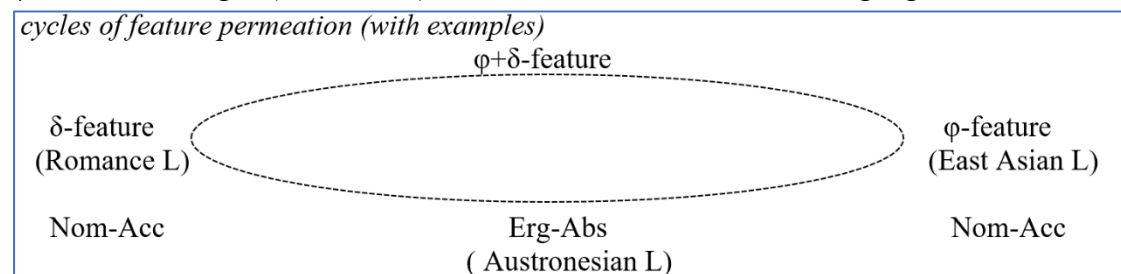 cycles of feature permeation (with examples)
φ+δ-feature
δ-feature φ-feature
(Romance L) (East Asian L)
Nom-Acc Erg-Abs Nom-Acc
( Austronesian L)